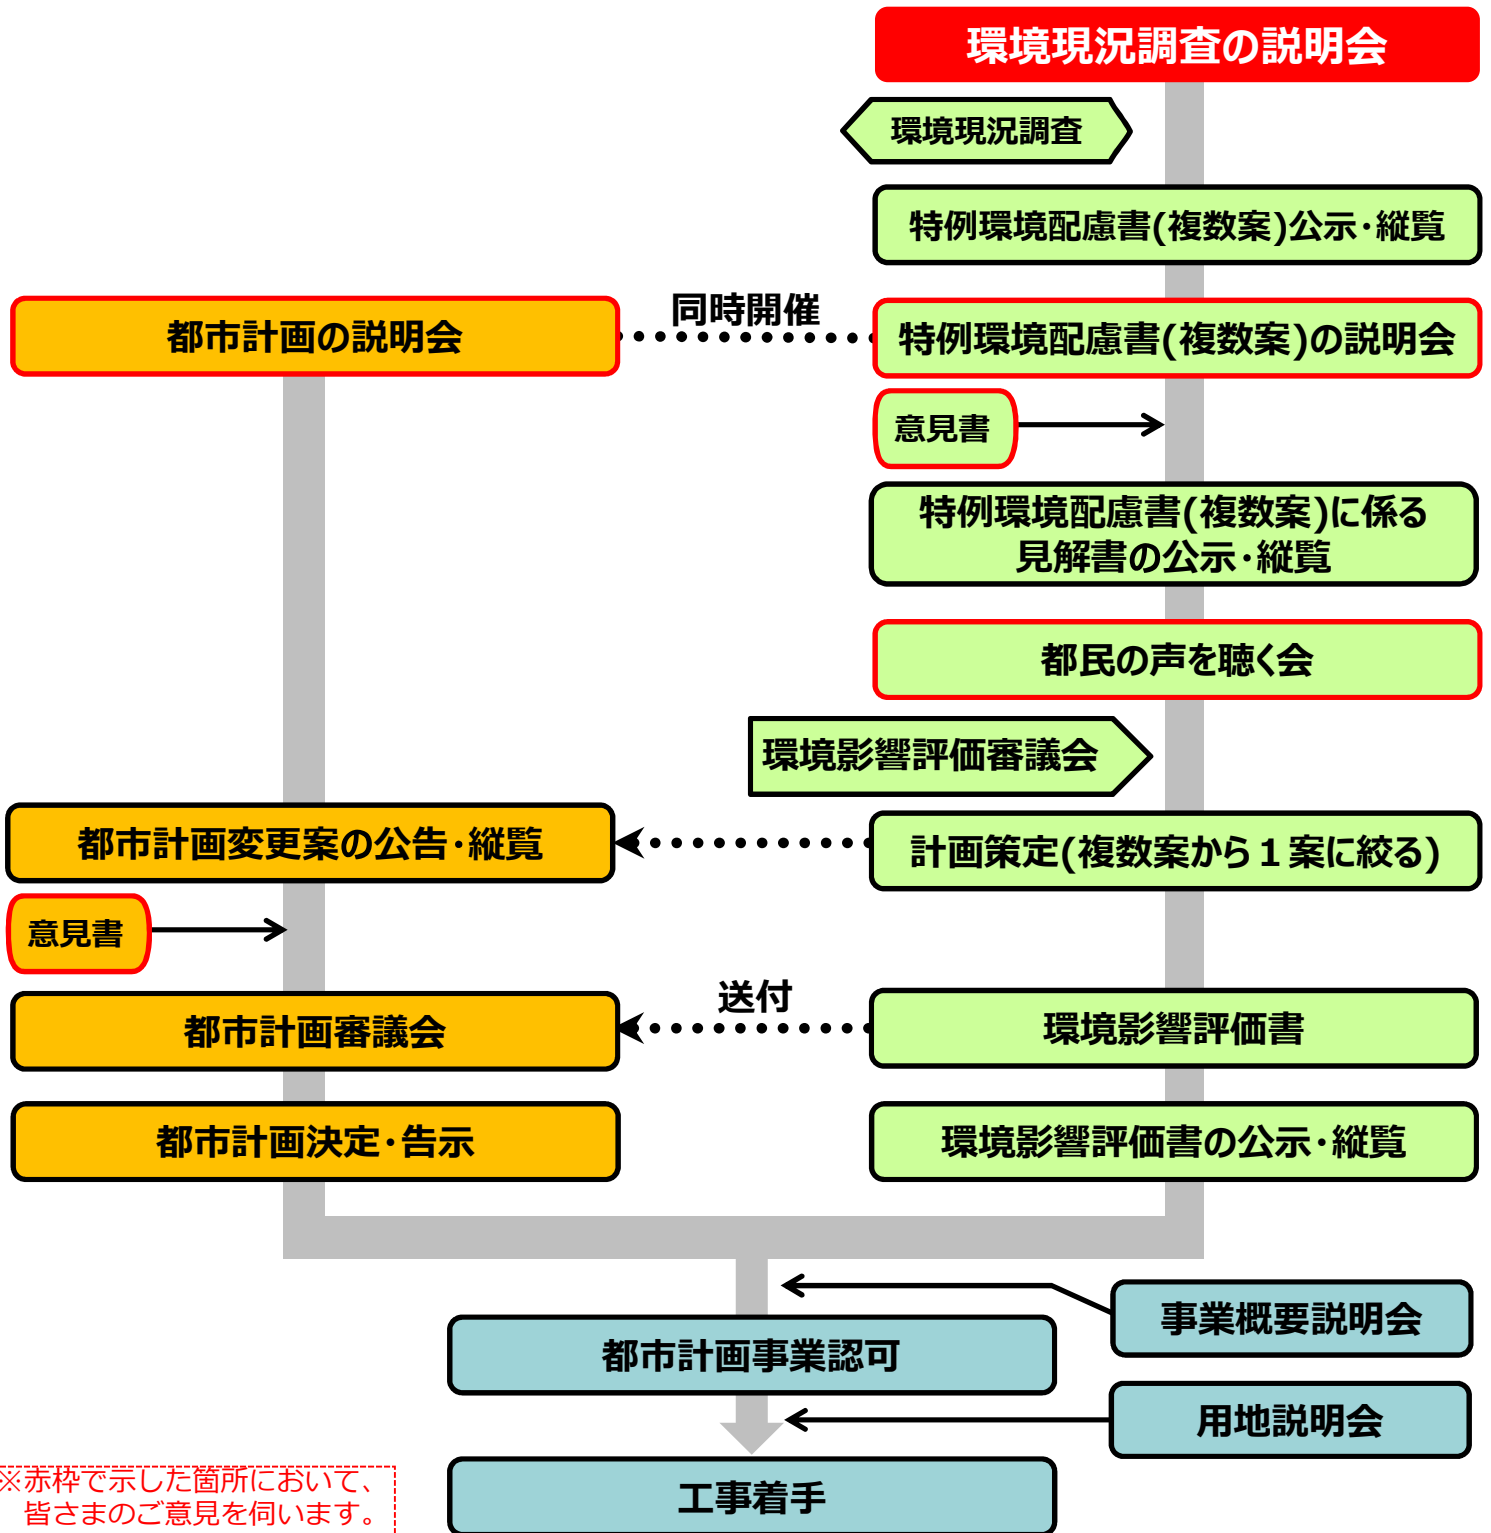 環境現況調査の説明会
環境現況調査
特例環境配慮書(複数案)公示・縦覧
都市計画の説明会
同時開催
特例環境配慮書(複数案)の説明会
意見書
特例環境配慮書(複数案)に係る
見解書の公示・縦覧
都民の声を聴く会
環境影響評価審議会
都市計画変更案の公告・縦覧
計画策定(複数案から１案に絞る)
意見書
都市計画審議会
送付
環境影響評価書
都市計画決定・告示
環境影響評価書の公示・縦覧
事業概要説明会
都市計画事業認可
用地説明会
工事着手
※赤枠で示した箇所において、
皆さまのご意見を伺います。